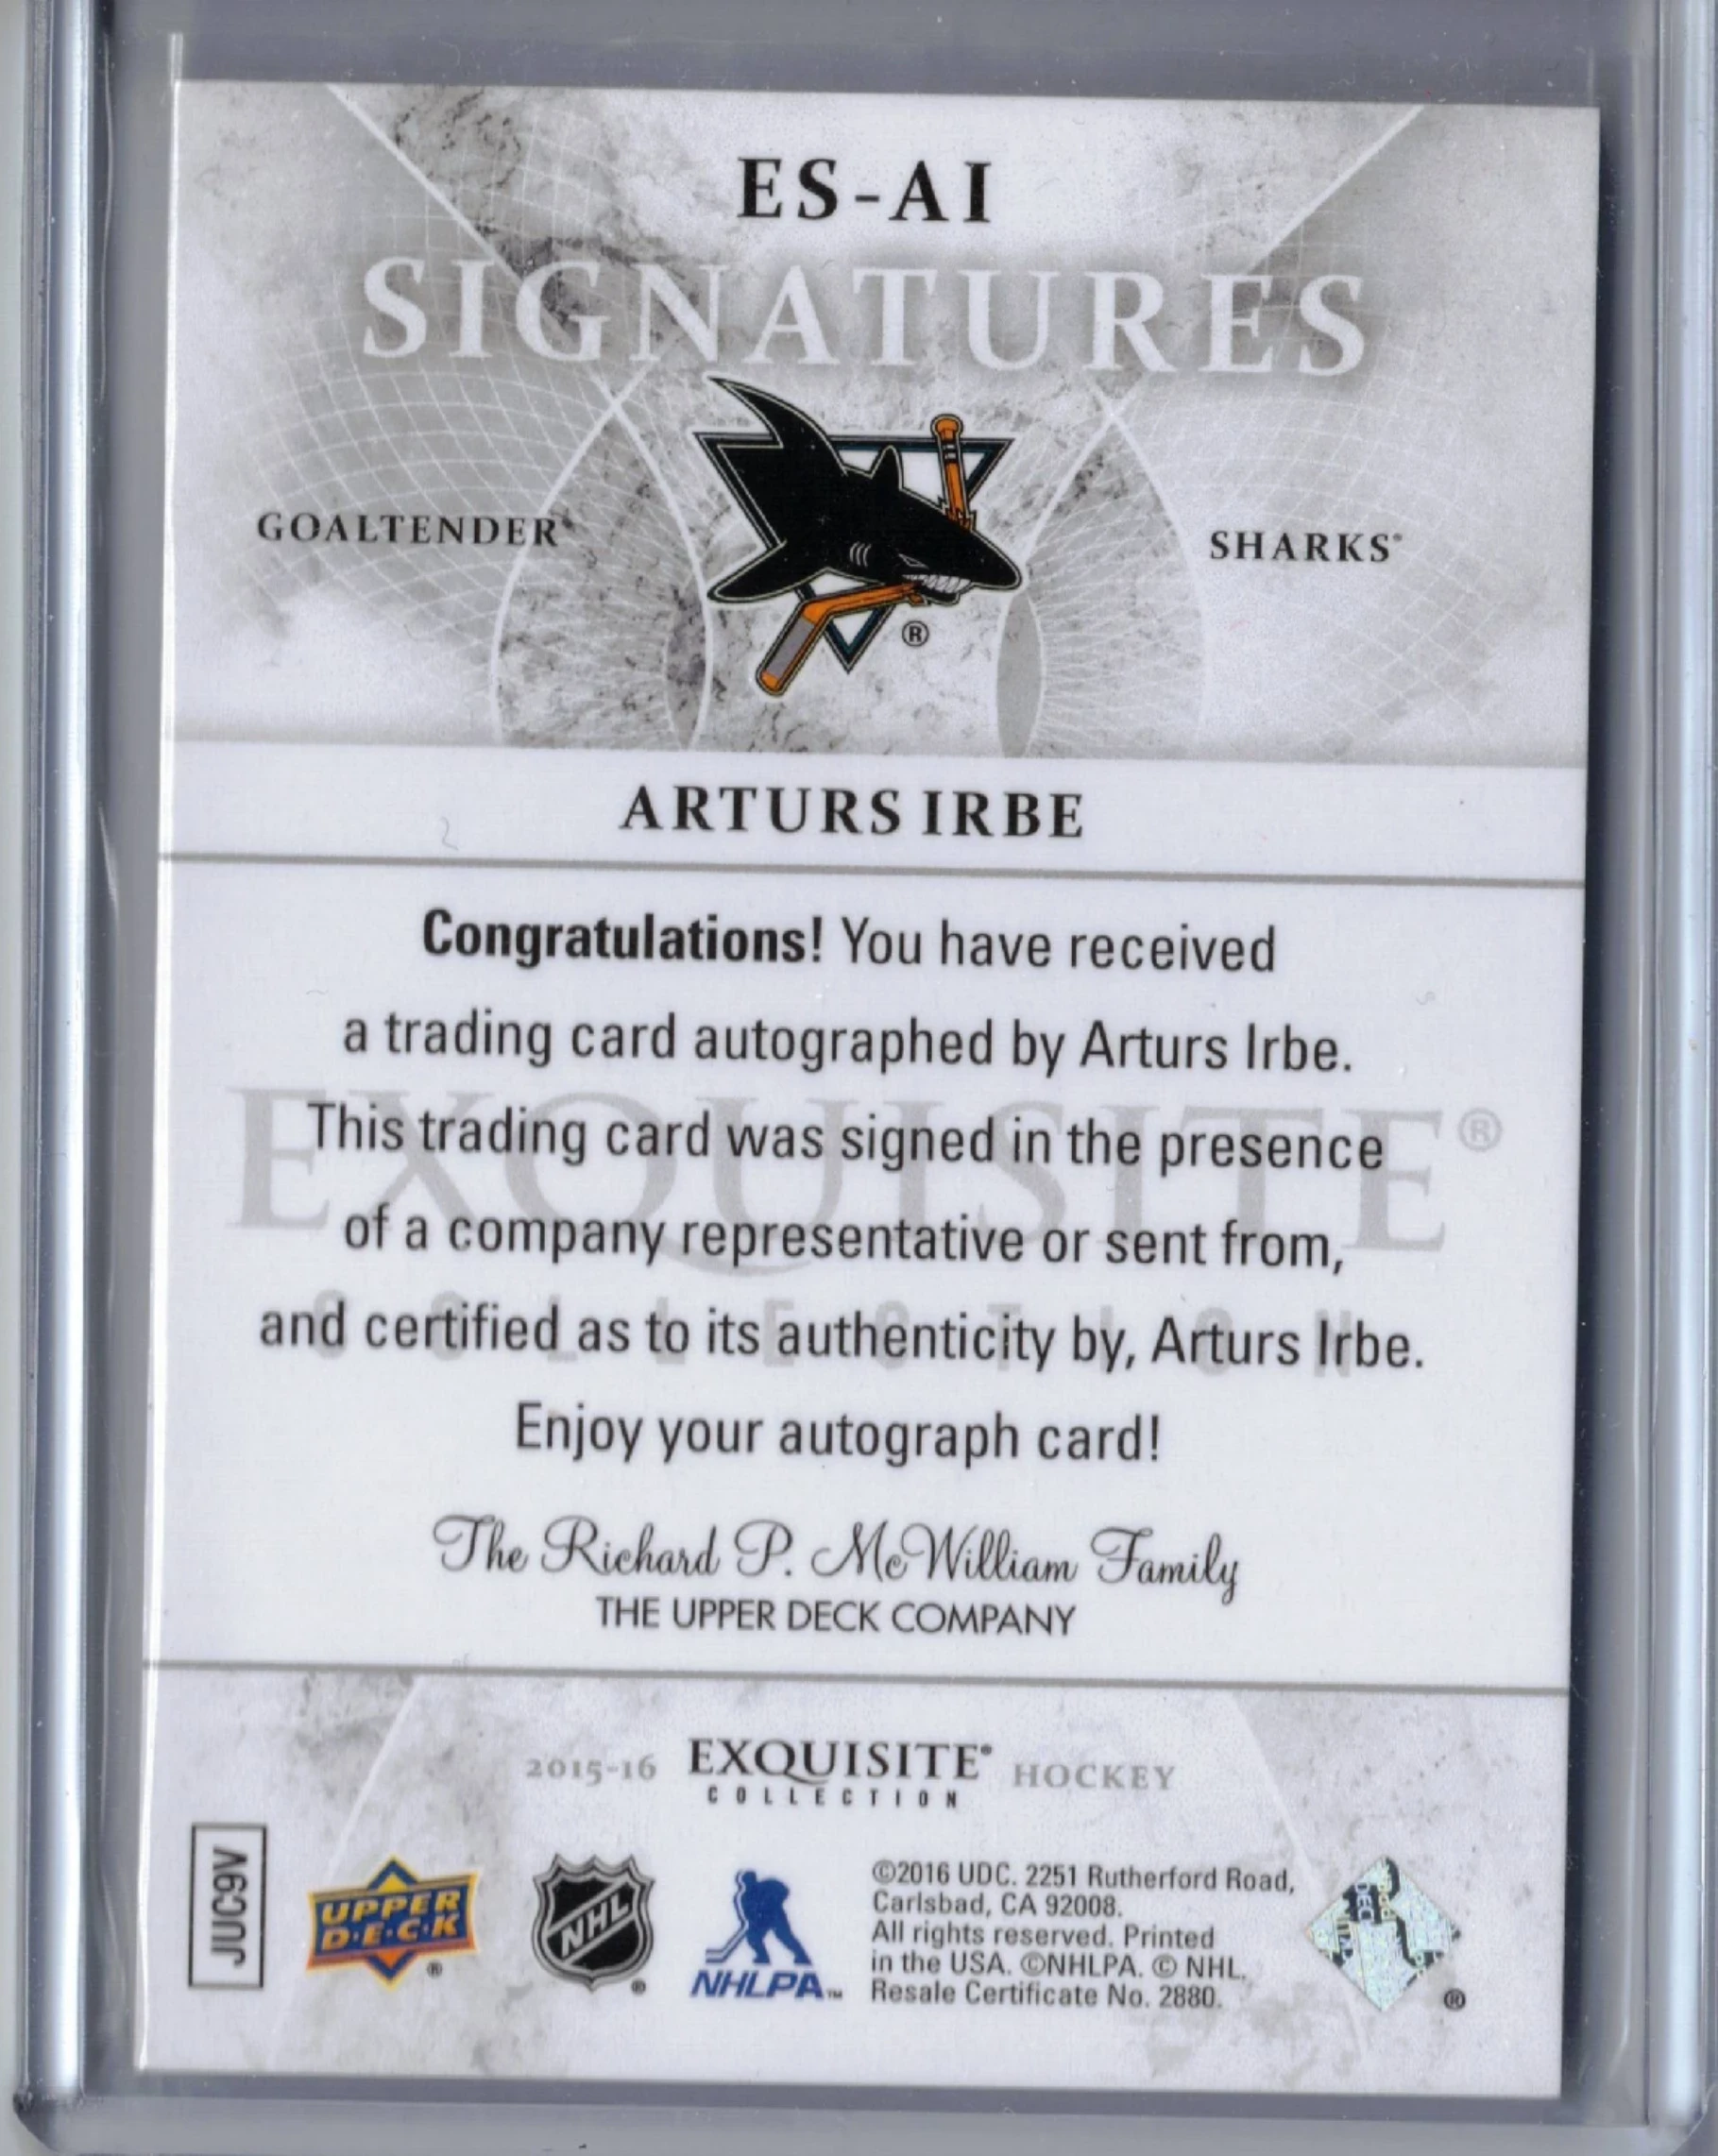 ES-AI
SIGNATURES
GOALTENDER®
SHARKS®
®
ARTURS IRBE
Congratulations! You have received
a trading card autographed by Arturs Irbe.
This trading card was signed in the presence
of a company representative or sent from,
and certified as to its authenticity by, Arturs Irbe.
Enjoy your autograph card!
EXQUISITE®
COLLECTION
The Richard P. McWilliam Family
THE UPPER DECK COMPANY
2015-16 EXQUISITE® HOCKEY
COLLECTION
JUC9V
UPPER
D·E·C·K
®
NHL
®
NHLPA™
©2016 UDC. 2251 Rutherford Road,
Carlsbad, CA 92008.
All rights reserved. Printed
in the USA. ©NHLPA. © NHL.
Resale Certificate No. 2880.
®